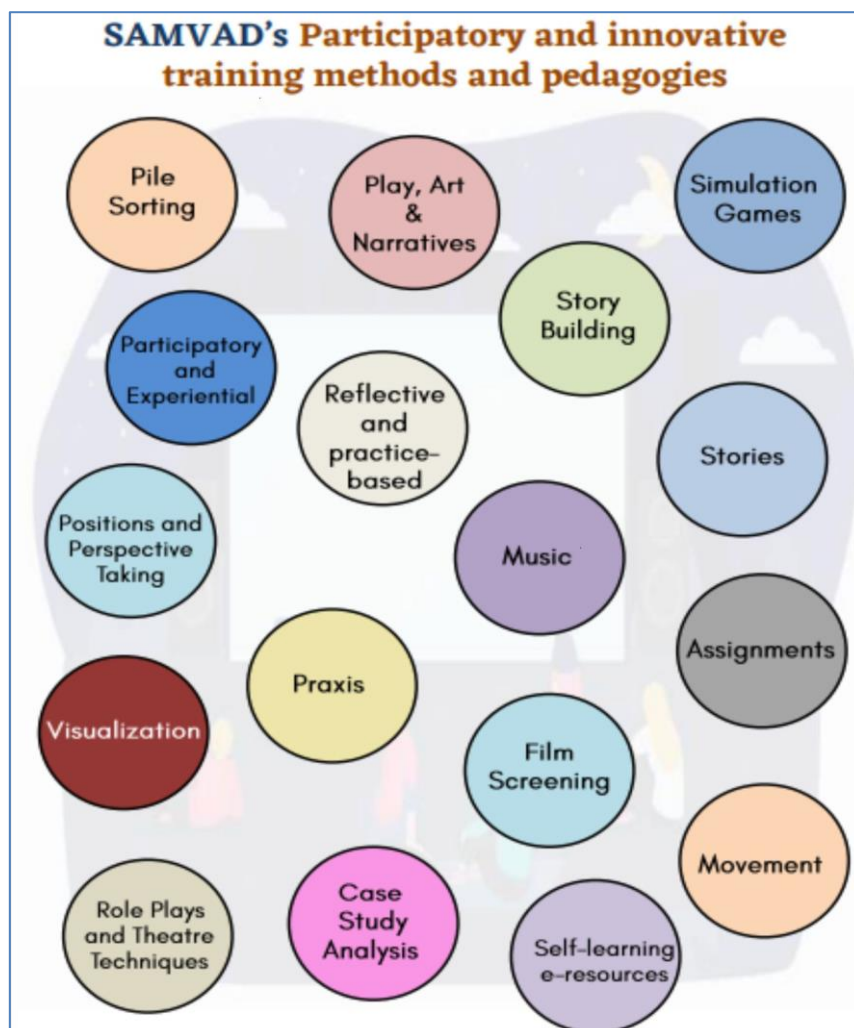 SAMVAD's Participatory and innovative
training methods and pedagogies
Pile
Sorting
Play, Art
&
Narratives
Simulation
Games
Story
Building
Participatory
and
Experiential
Reflective
and
practice-
based
Stories
Positions and
Perspective
Taking
Music
Assignments
Praxis
Visualization
Film
Screening
Movement
Role Plays
and Theatre
Techniques
Case
Study
Analysis
Self-learning
e-resources